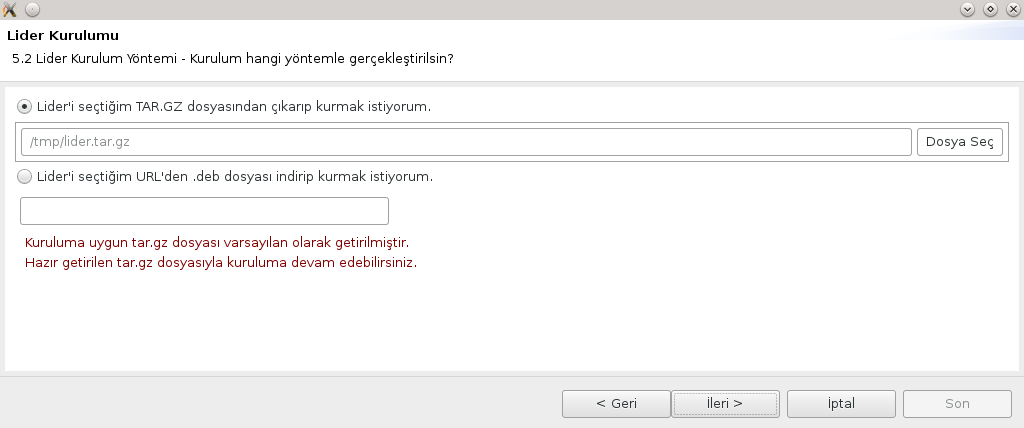 Lider Kurulumu
5.2 Lider Kurulum Yöntemi - Kurulum hangi yöntemle gerçekleştirilsin?
Lider'i seçtiğim TAR.GZ dosyasından çıkarıp kurmak istiyorum.
/tmp/lider.tar.gz
Dosya Seç
Lider'i seçtiğim URL'den .deb dosyası indirip kurmak istiyorum.
Kuruluma uygun tar.gz dosyası varsayılan olarak getirilmiştir.
Hazır getirilen tar.gz dosyasıyla kuruluma devam edebilirsiniz.
< Geri
İleri >
İptal
Son